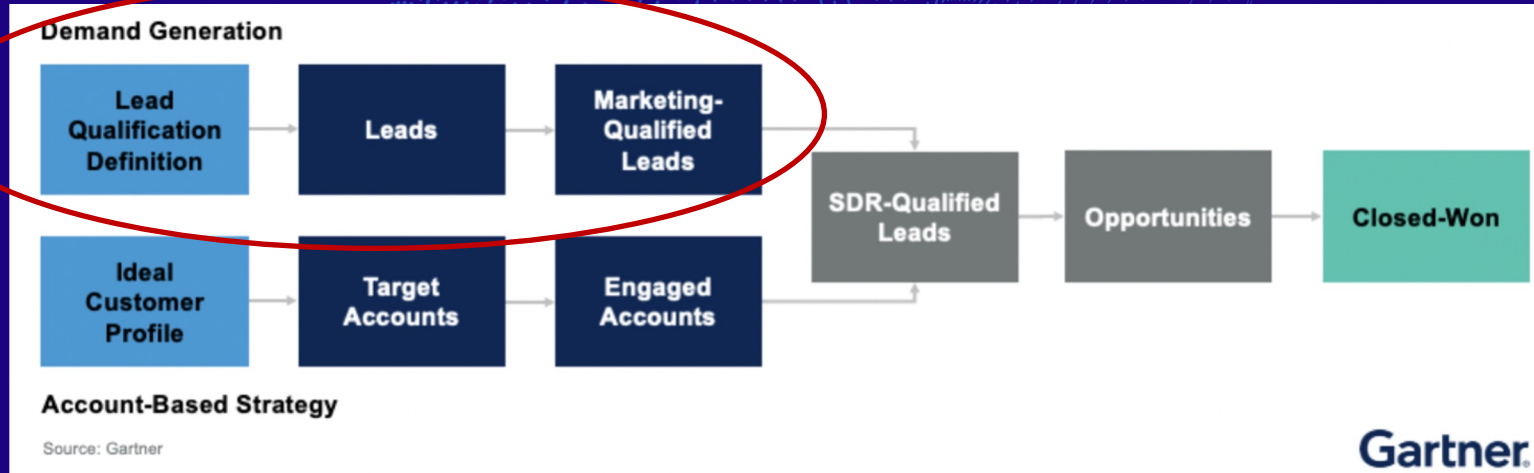 Demand Generation
Lead
Qualification
Definition
Leads
Marketing-
Qualified
Leads
SDR-Qualified
Leads
Opportunities
Closed-Won
Ideal
Customer
Profile
Target
Accounts
Engaged
Accounts
Account-Based Strategy
Source: Gartner
Gartner